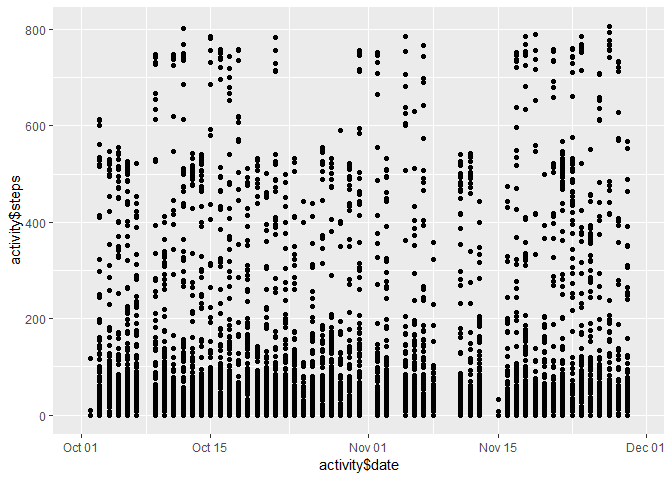 800
600
400
200
0
activity$steps
Oct 01
Oct 15
Nov 01
Nov 15
Dec 01
activity$date